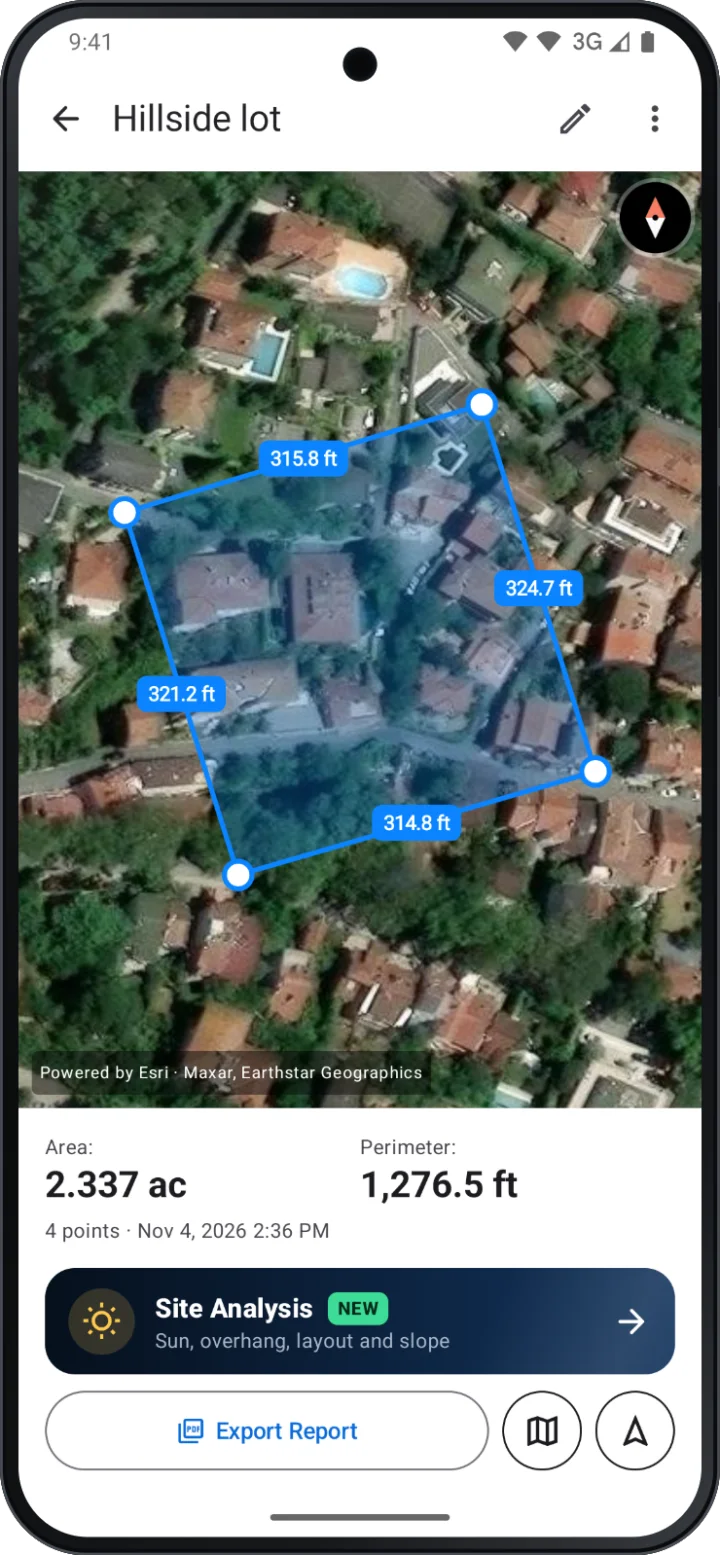 9:41
3G
Hillside lot
315.8 ft
324.7 ft
321.2 ft
314.8 ft
Powered by Esri · Maxar, Earthstar Geographics
Area:
Perimeter:
2.337 ac
1,276.5 ft
4 points · Nov 4, 2026 2:36 PM
Site Analysis NEW
Sun, overhang, layout and slope
PDF Export Report